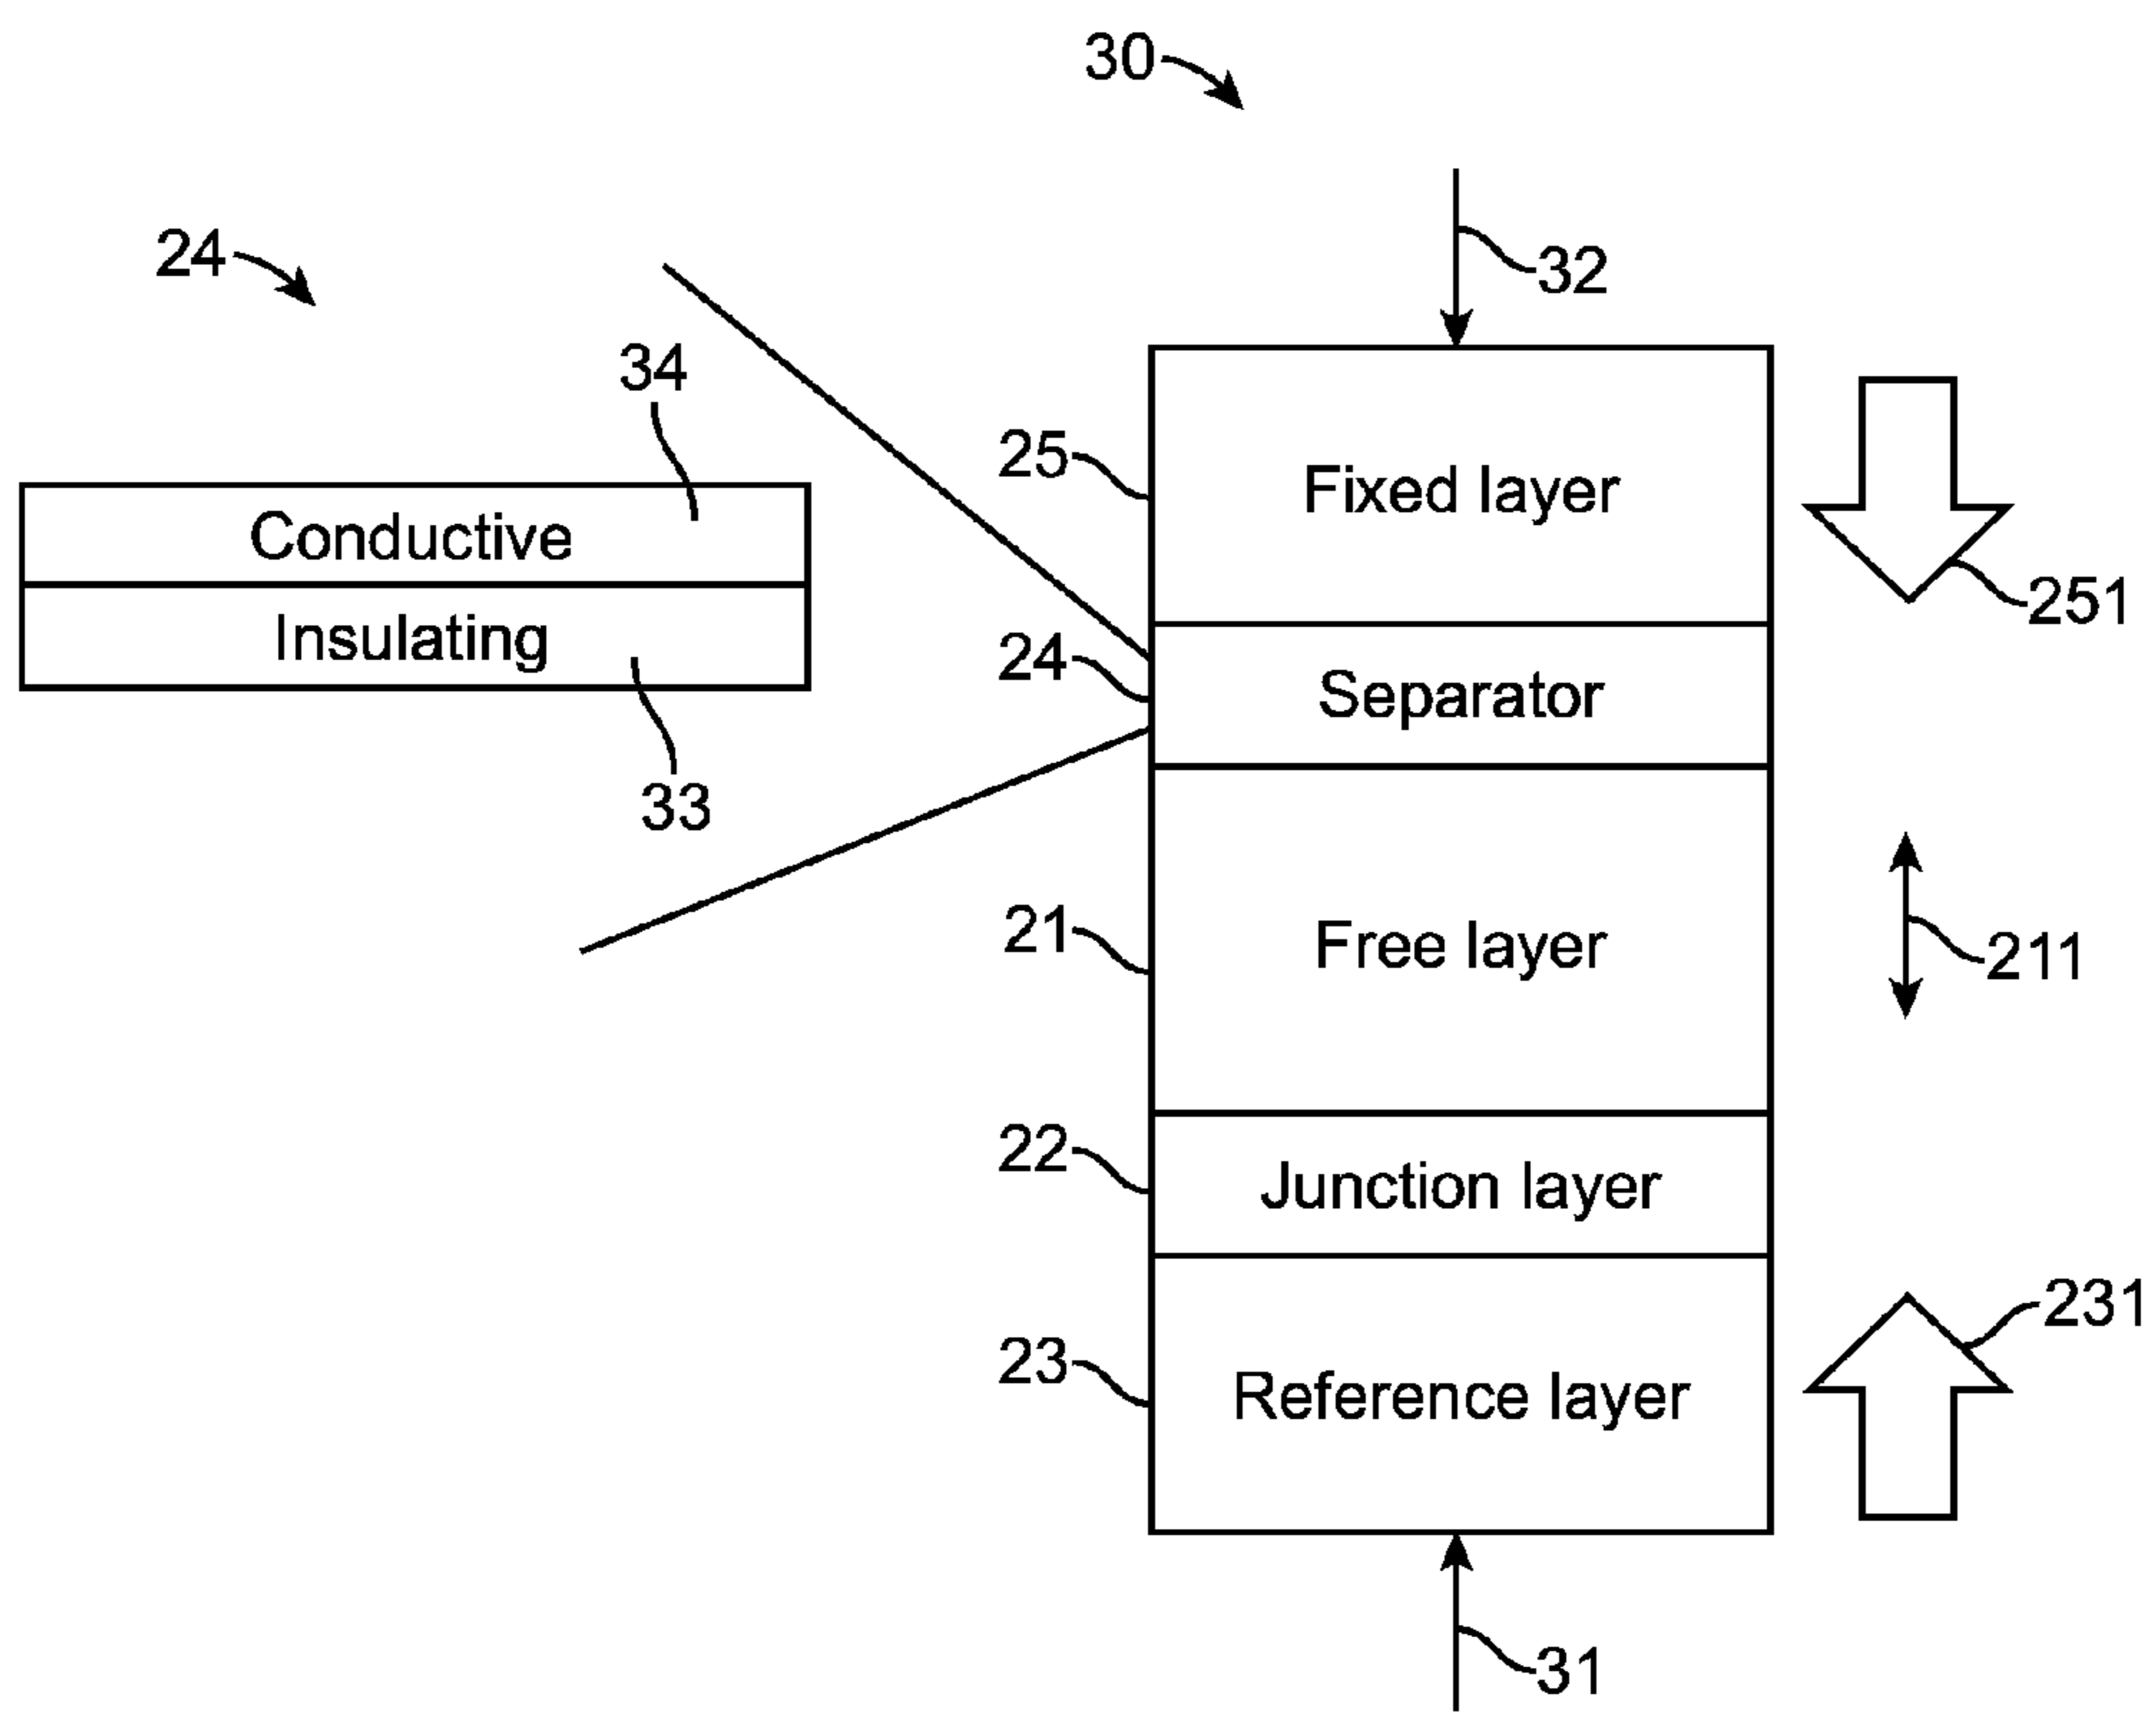 30
24
32
34
25
Fixed layer
Conductive
251
Insulating
24
Separator
33
21
Free layer
211
22
Junction layer
231
23
Reference layer
31